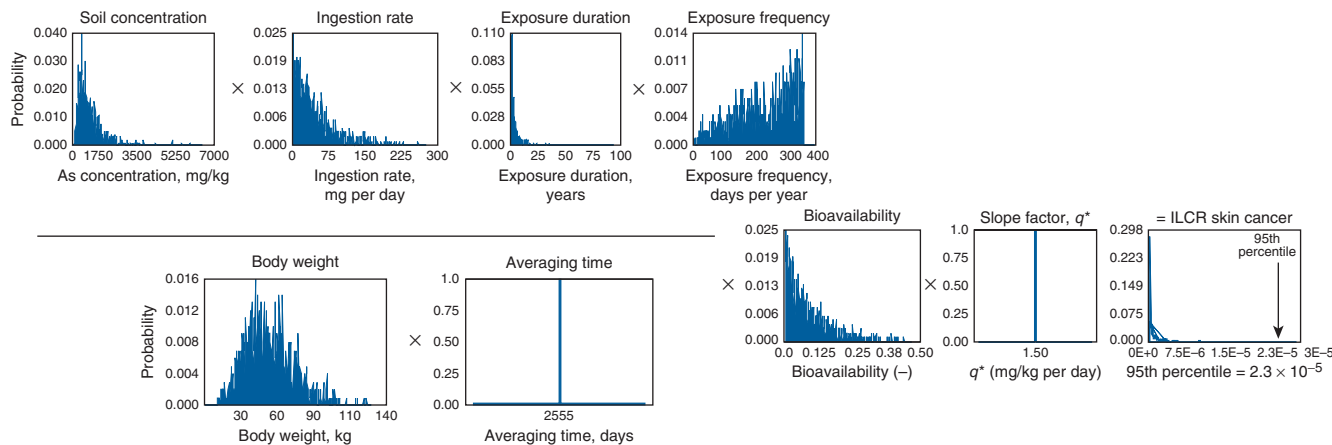 Soil concentration
Probability
0.040
0.030
0.020
0.010
0.000
0 1750 3500 5250 7000
As concentration, mg/kg
×
Ingestion rate
0.025
0.019
0.013
0.006
0.000
0 75 150 225 300
Ingestion rate,
mg per day
×
Exposure duration
0.110
0.083
0.055
0.028
0.000
0 25 50 75 100
Exposure duration,
years
×
Exposure frequency
0.014
0.011
0.007
0.004
0.000
0 100 200 300 400
Exposure frequency,
days per year
Body weight
Probability
0.016
0.012
0.008
0.004
0.000
30 60 90 110 140
Body weight, kg
×
Averaging time
1.0
0.75
0.50
0.25
0.00
2555
Averaging time, days
×
Bioavailability
0.025
0.019
0.013
0.006
0.000
0.0 0.125 0.25 0.38 0.50
Bioavailability (–)
×
Slope factor, q*
1.0
0.75
0.50
0.25
0.00
1.50
q* (mg/kg per day)
= ILCR skin cancer
0.298
0.223
0.149
0.074
0.000
95th
percentile
0E+0 7.5E–6 1.5E–5 2.3E–5 3E–5
95th percentile = 2.3 × 10⁻⁵